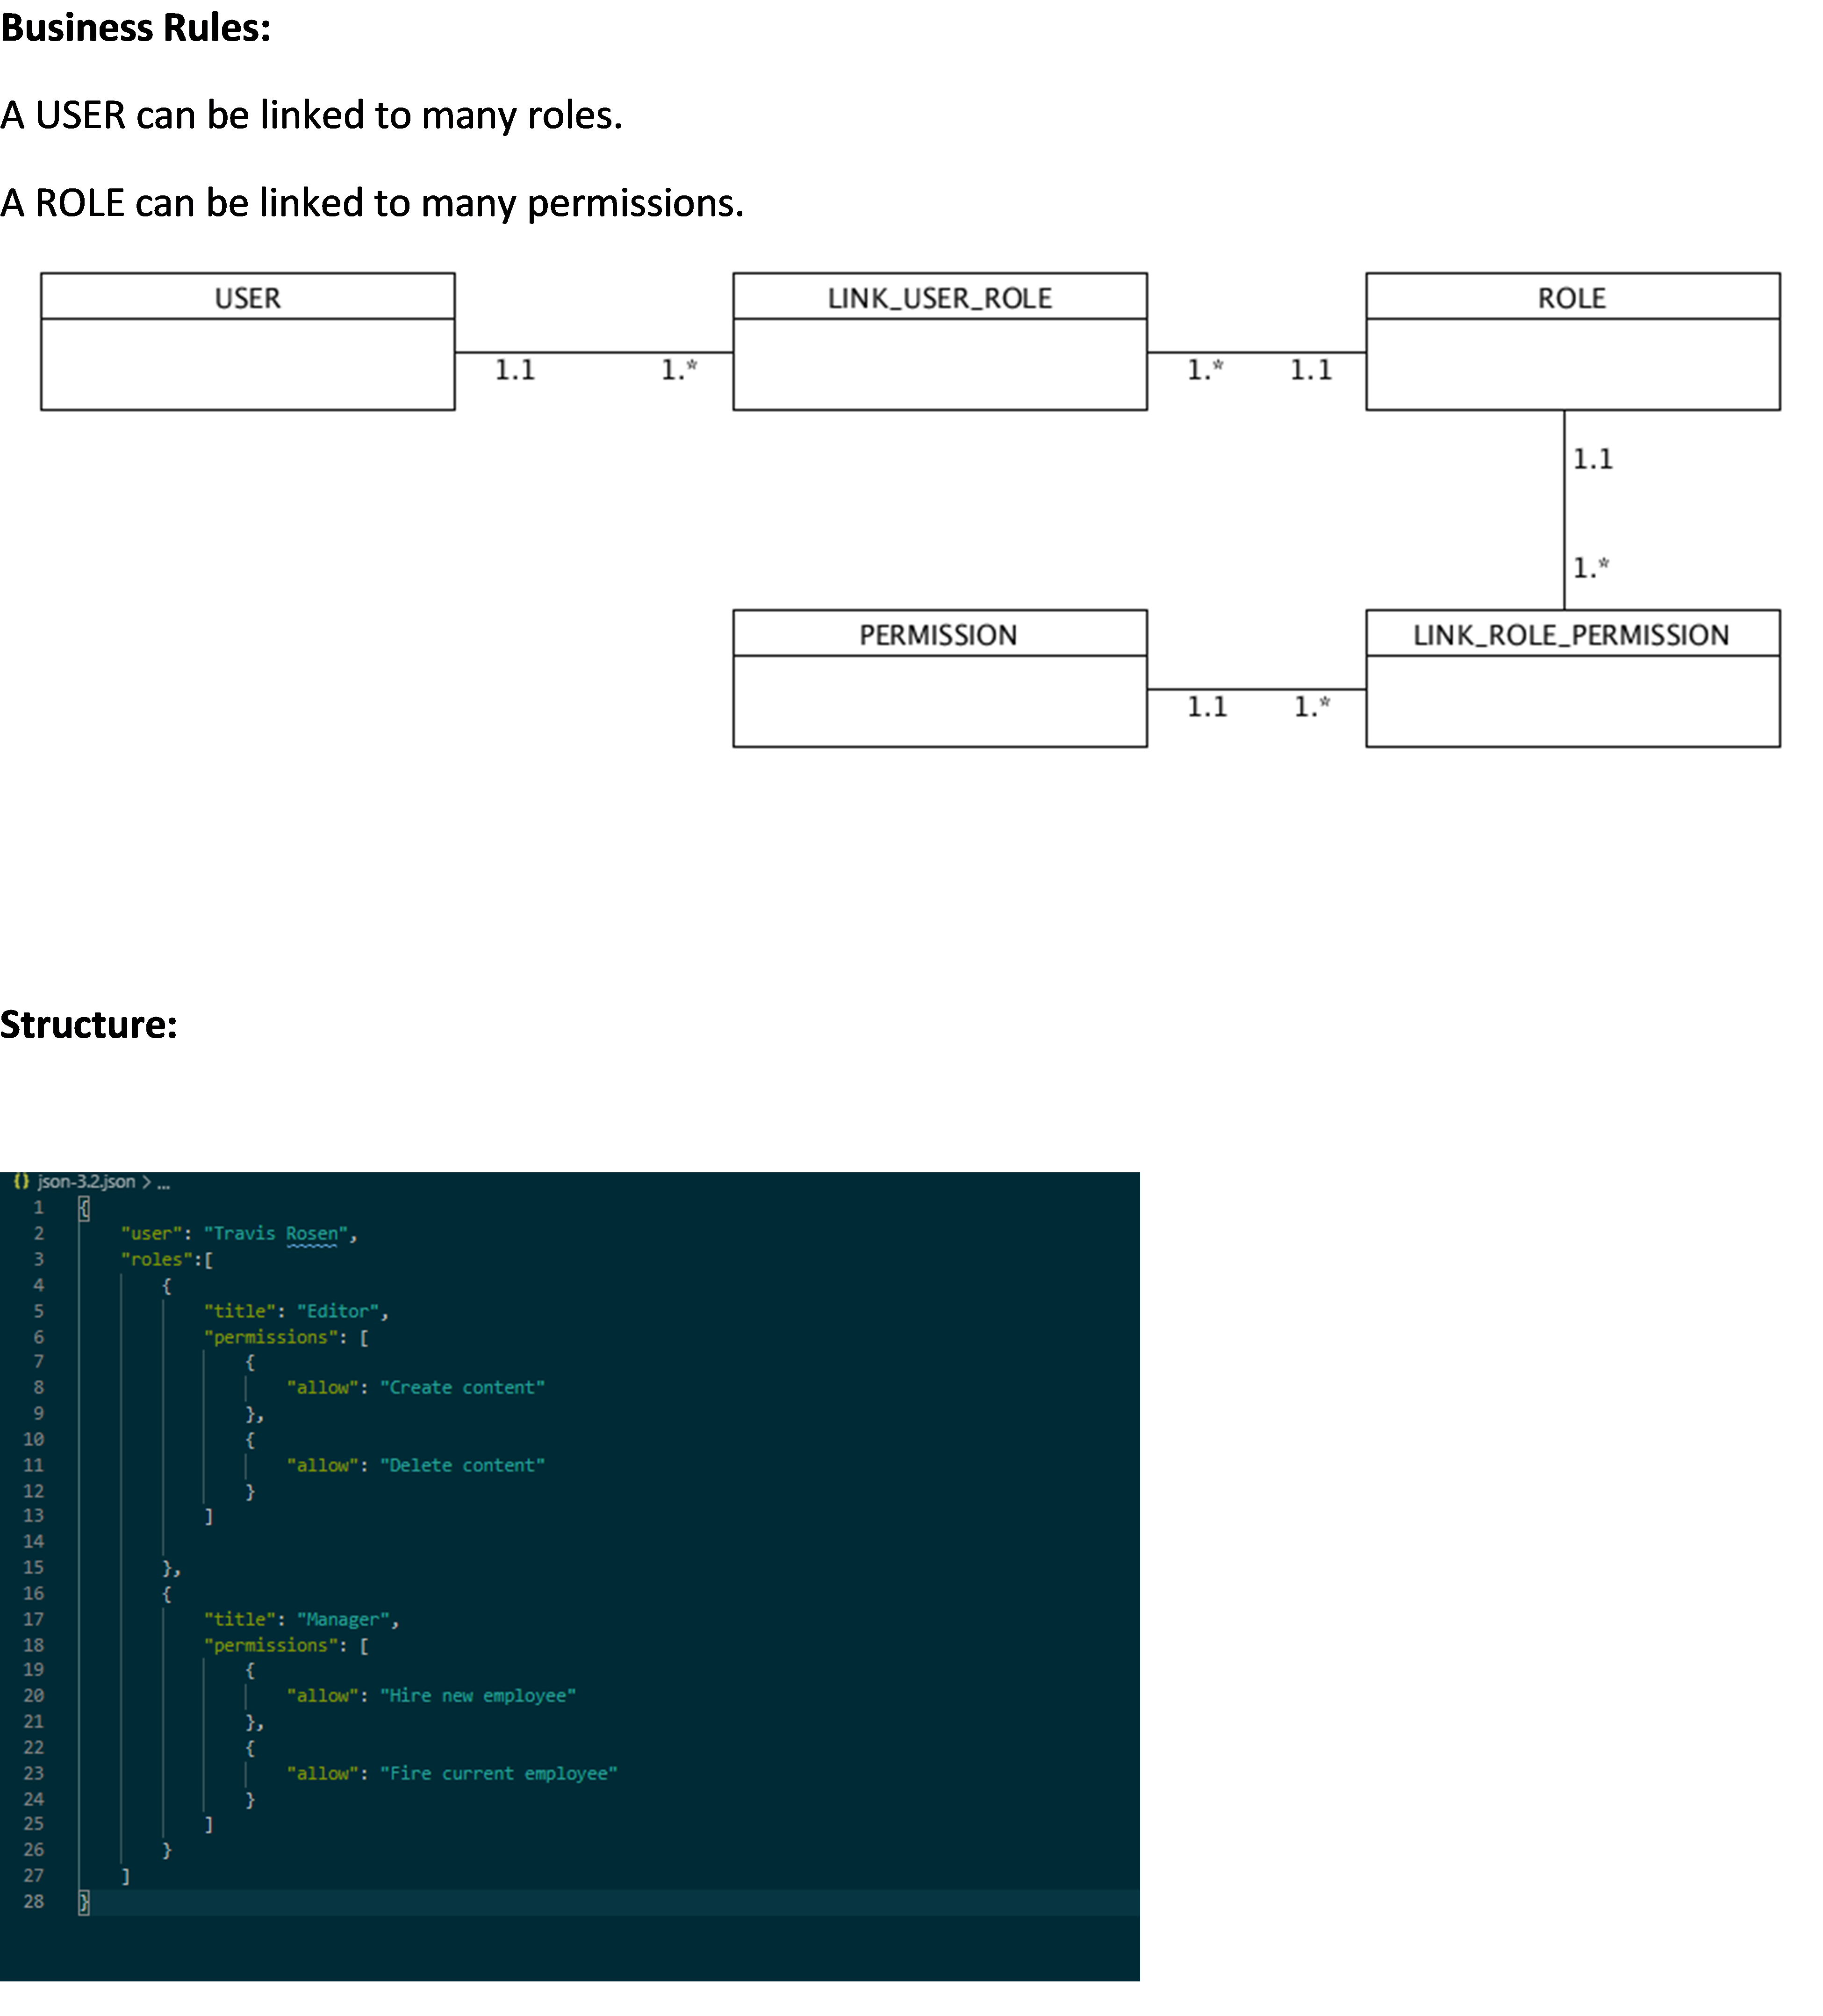 Business Rules:
A USER can be linked to many roles.
A ROLE can be linked to many permissions.
USER LINK_USER_ROLE ROLE
1.1 1.* 1.* 1.1
1.1
1.*
PERMISSION LINK_ROLE_PERMISSION
1.1 1.*
Structure:
{} json-3.2.json > ...
1 {
2 "user": "Travis Rosen",
3 "roles":[
4 {
5 "title": "Editor",
6 "permissions": [
7 {
8 "allow": "Create content"
9 },
10 {
11 "allow": "Delete content"
12 }
13 ]
14
15 },
16 {
17 "title": "Manager",
18 "permissions": [
19 {
20 "allow": "Hire new employee"
21 },
22 {
23 "allow": "Fire current employee"
24 }
25 ]
26 }
27 ]
28 }